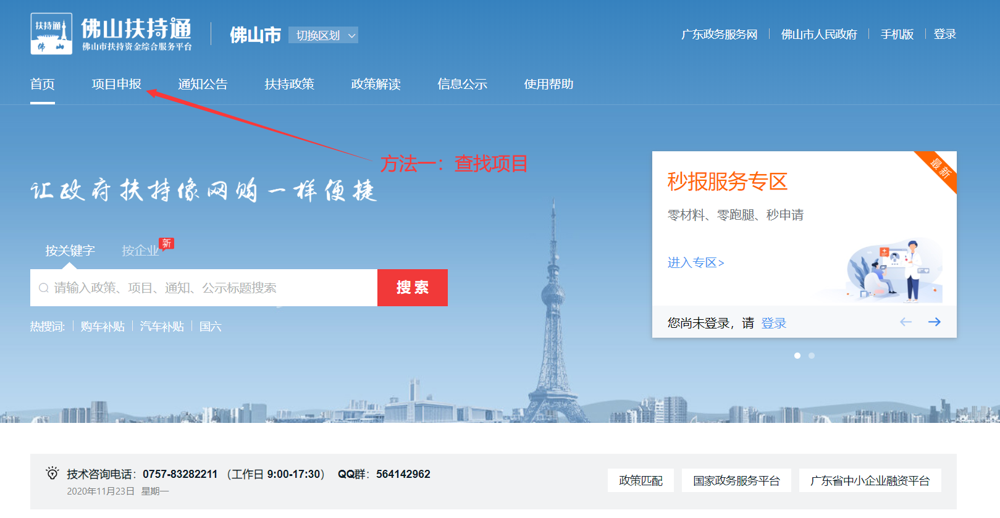 扶持通
佛山
佛山扶持通
佛山市扶持资金综合服务平台
佛山市
切换区划
广东政务服务网
佛山市人民政府
手机版
登录
首页
项目申报
通知公告
扶持政策
政策解读
信息公示
使用帮助
方法一：查找项目
让政府扶持像网购一样便捷
最新
秒报服务专区
零材料、零跑腿、秒申请
进入专区>
您尚未登录，请 登录
按关键字
按企业
新
请输入政策、项目、通知、公示标题搜索
搜 索
热搜词:
购车补贴
汽车补贴
国六
技术咨询电话：0757-83282211 （工作日 9:00-17:30） QQ群：564142962
2020年11月23日 星期一
政策匹配
国家政务服务平台
广东省中小企业融资平台